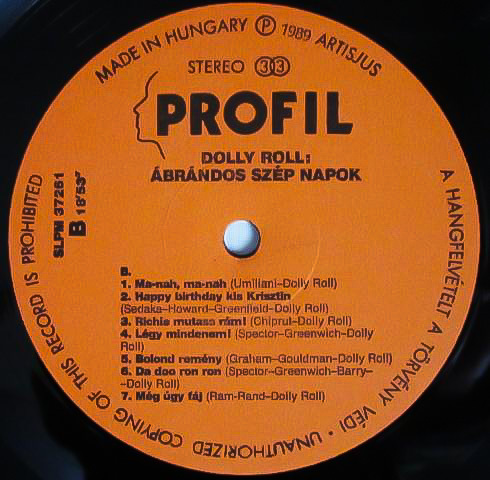 MADE IN HUNGARY Ⓟ 1989 ARTISJUS
STEREO 33
PROFIL
DOLLY ROLL:
ÁBRÁNDOS SZÉP NAPOK
SLPM 37261
B 18'53"
B.
1. Ma-nah, ma-nah (Umiliani–Dolly Roll)
2. Happy birthday kis Krisztin
(Sedaka–Howard–Greenfield–Dolly Roll)
3. Richie mutass rám! (Chiprut–Dolly Roll)
4. Légy mindenem! (Spector–Greenwich–Dolly
Roll)
5. Bolond remény (Graham–Gouldman–Dolly Roll)
6. Da doo ron ron (Spector–Greenwich–Barry–
–Dolly Roll)
7. Még úgy fáj (Ram–Rand–Dolly Roll)
A HANGFELVÉTELT A TÖRVÉNY VÉDI • UNAUTHORIZED COPYING OF THIS RECORD IS PROHIBITED